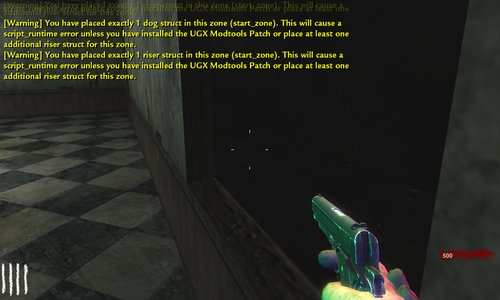 [Warning] You have placed exactly 1 dog struct in this zone (start_zone). This will cause a
script_runtime error unless you have installed the UGX Modtools Patch or place at least one
additional riser struct for this zone.
[Warning] You have placed exactly 1 riser struct in this zone (start_zone). This will cause a
script_runtime error unless you have installed the UGX Modtools Patch or place at least one
additional riser struct for this zone.
500